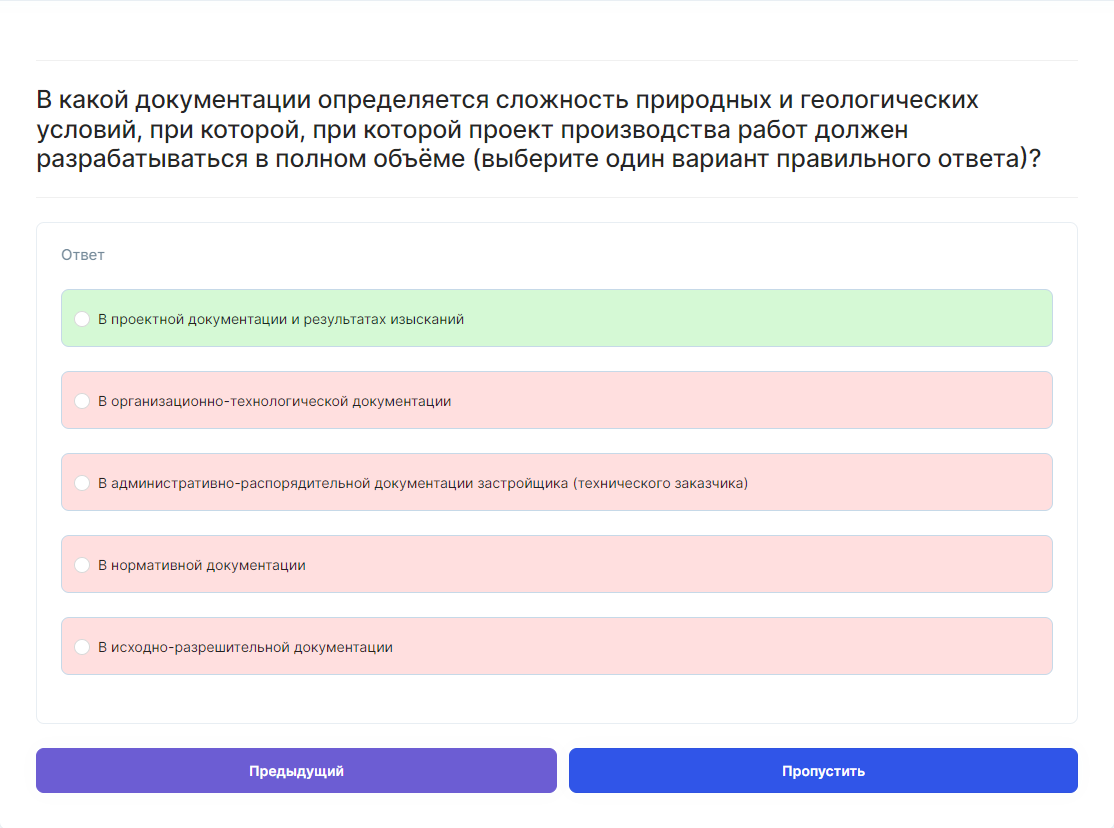 В какой документации определяется сложность природных и геологических
условий, при которой, при которой проект производства работ должен
разрабатываться в полном объёме (выберите один вариант правильного ответа)?
Ответ
В проектной документации и результатах изысканий
В организационно-технологической документации
В административно-распорядительной документации застройщика (технического заказчика)
В нормативной документации
В исходно-разрешительной документации
Предыдущий
Пропустить